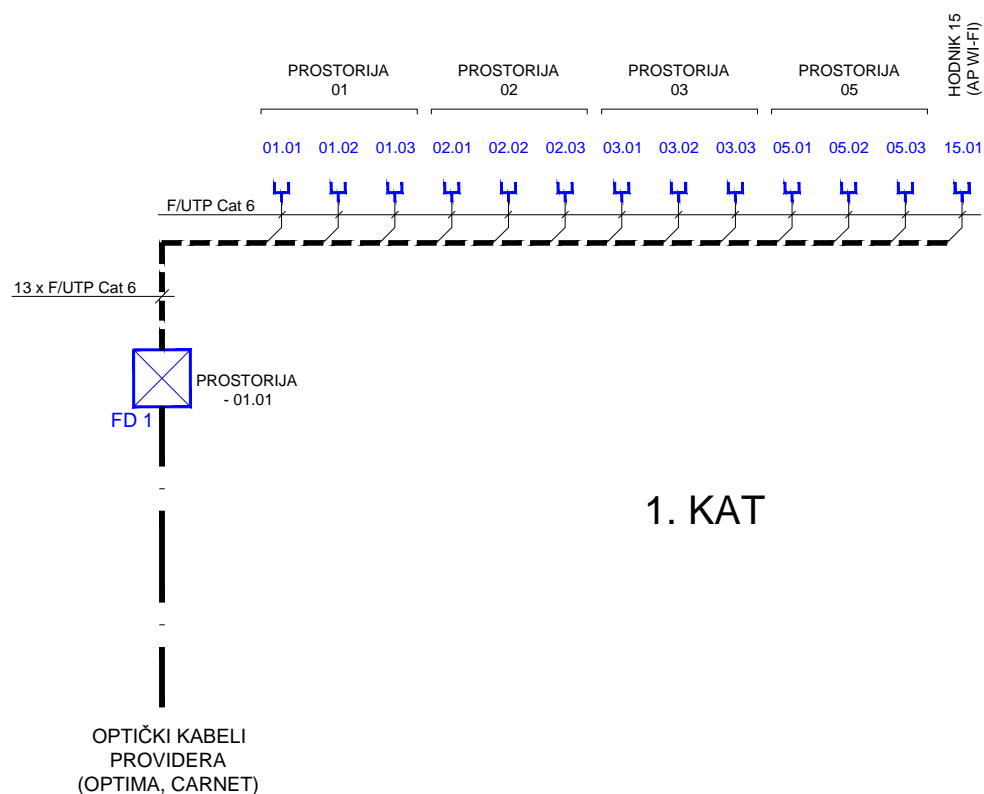 HODNIK 15
(AP WI-FI)
PROSTORIJA
01
PROSTORIJA
02
PROSTORIJA
03
PROSTORIJA
05
01.01 01.02 01.03 02.01 02.02 02.03 03.01 03.02 03.03 05.01 05.02 05.03 15.01
F/UTP Cat 6
13 x F/UTP Cat 6
PROSTORIJA
- 01.01
FD 1
1. KAT
OPTIČKI KABELI
PROVIDERA
(OPTIMA, CARNET)